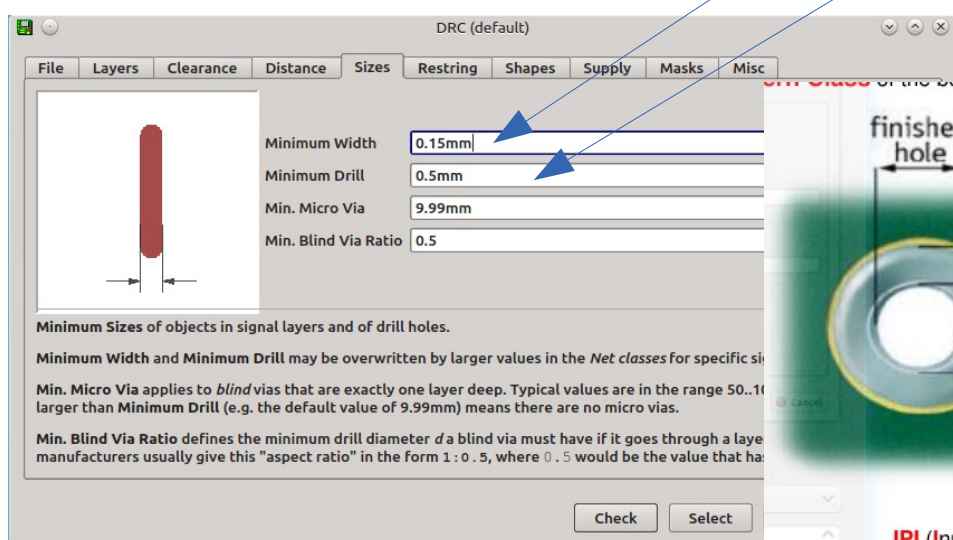 DRC (default)
File Layers Clearance Distance Sizes Restring Shapes Supply Masks Misc
Minimum Width 0.15mm
Minimum Drill 0.5mm
Min. Micro Via 9.99mm
Min. Blind Via Ratio 0.5
Minimum Sizes of objects in signal layers and of drill holes.
Minimum Width and Minimum Drill may be overwritten by larger values in the Net classes for specific
Min. Micro Via applies to blind vias that are exactly one layer deep. Typical values are in the range
larger than Minimum Drill (e.g. the default value of 9.99mm) means there are no micro vias.
Min. Blind Via Ratio defines the minimum drill diameter d a blind via must have if it goes through a
manufacturers usually give this "aspect ratio" in the form 1:0.5, where 0.5 would be the value that
Check Select
Class of the
hole
Cancel
IPI